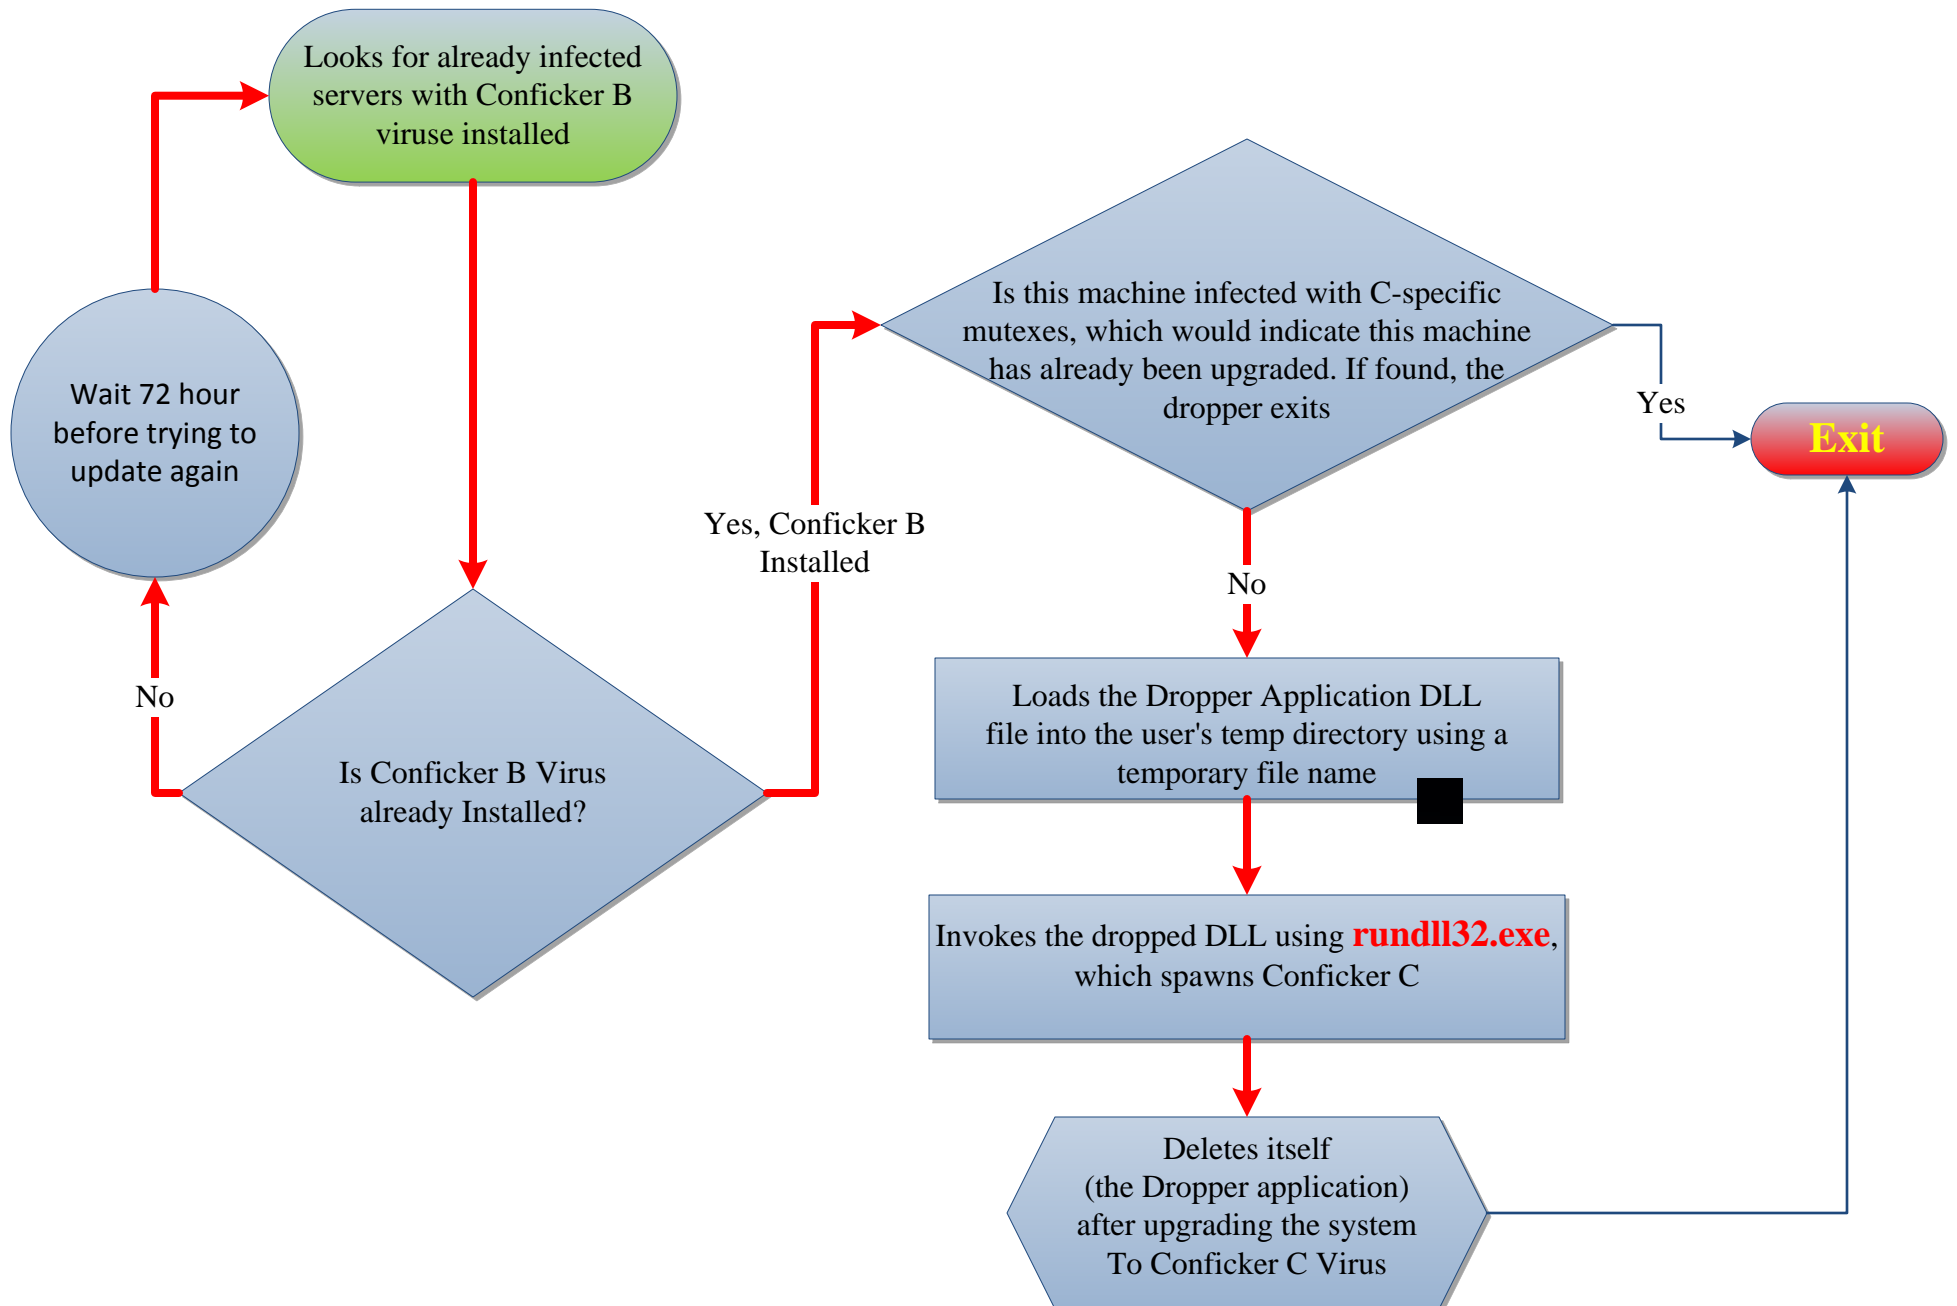 Looks for already infected
servers with Conficker B
viruse installed
Wait 72 hour
before trying to
update again
No
Is Conficker B Virus
already Installed?
Yes, Conficker B
Installed
Is this machine infected with C-specific
mutexes, which would indicate this machine
has already been upgraded. If found, the
dropper exits
Yes
Exit
No
Loads the Dropper Application DLL
file into the user's temp directory using a
temporary file name
Invokes the dropped DLL using rundll32.exe,
which spawns Conficker C
Deletes itself
(the Dropper application)
after upgrading the system
To Conficker C Virus